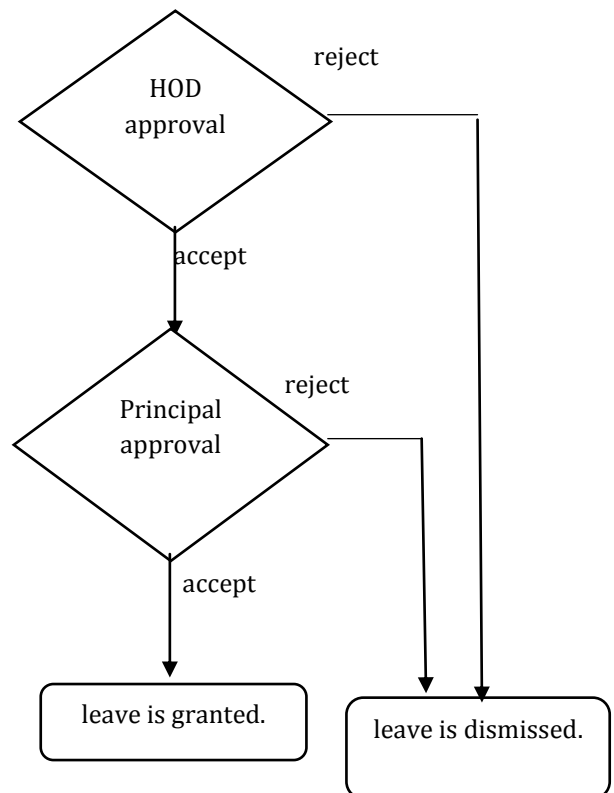 reject
HOD
approval
accept
reject
Principal
approval
accept
leave is granted.
leave is dismissed.